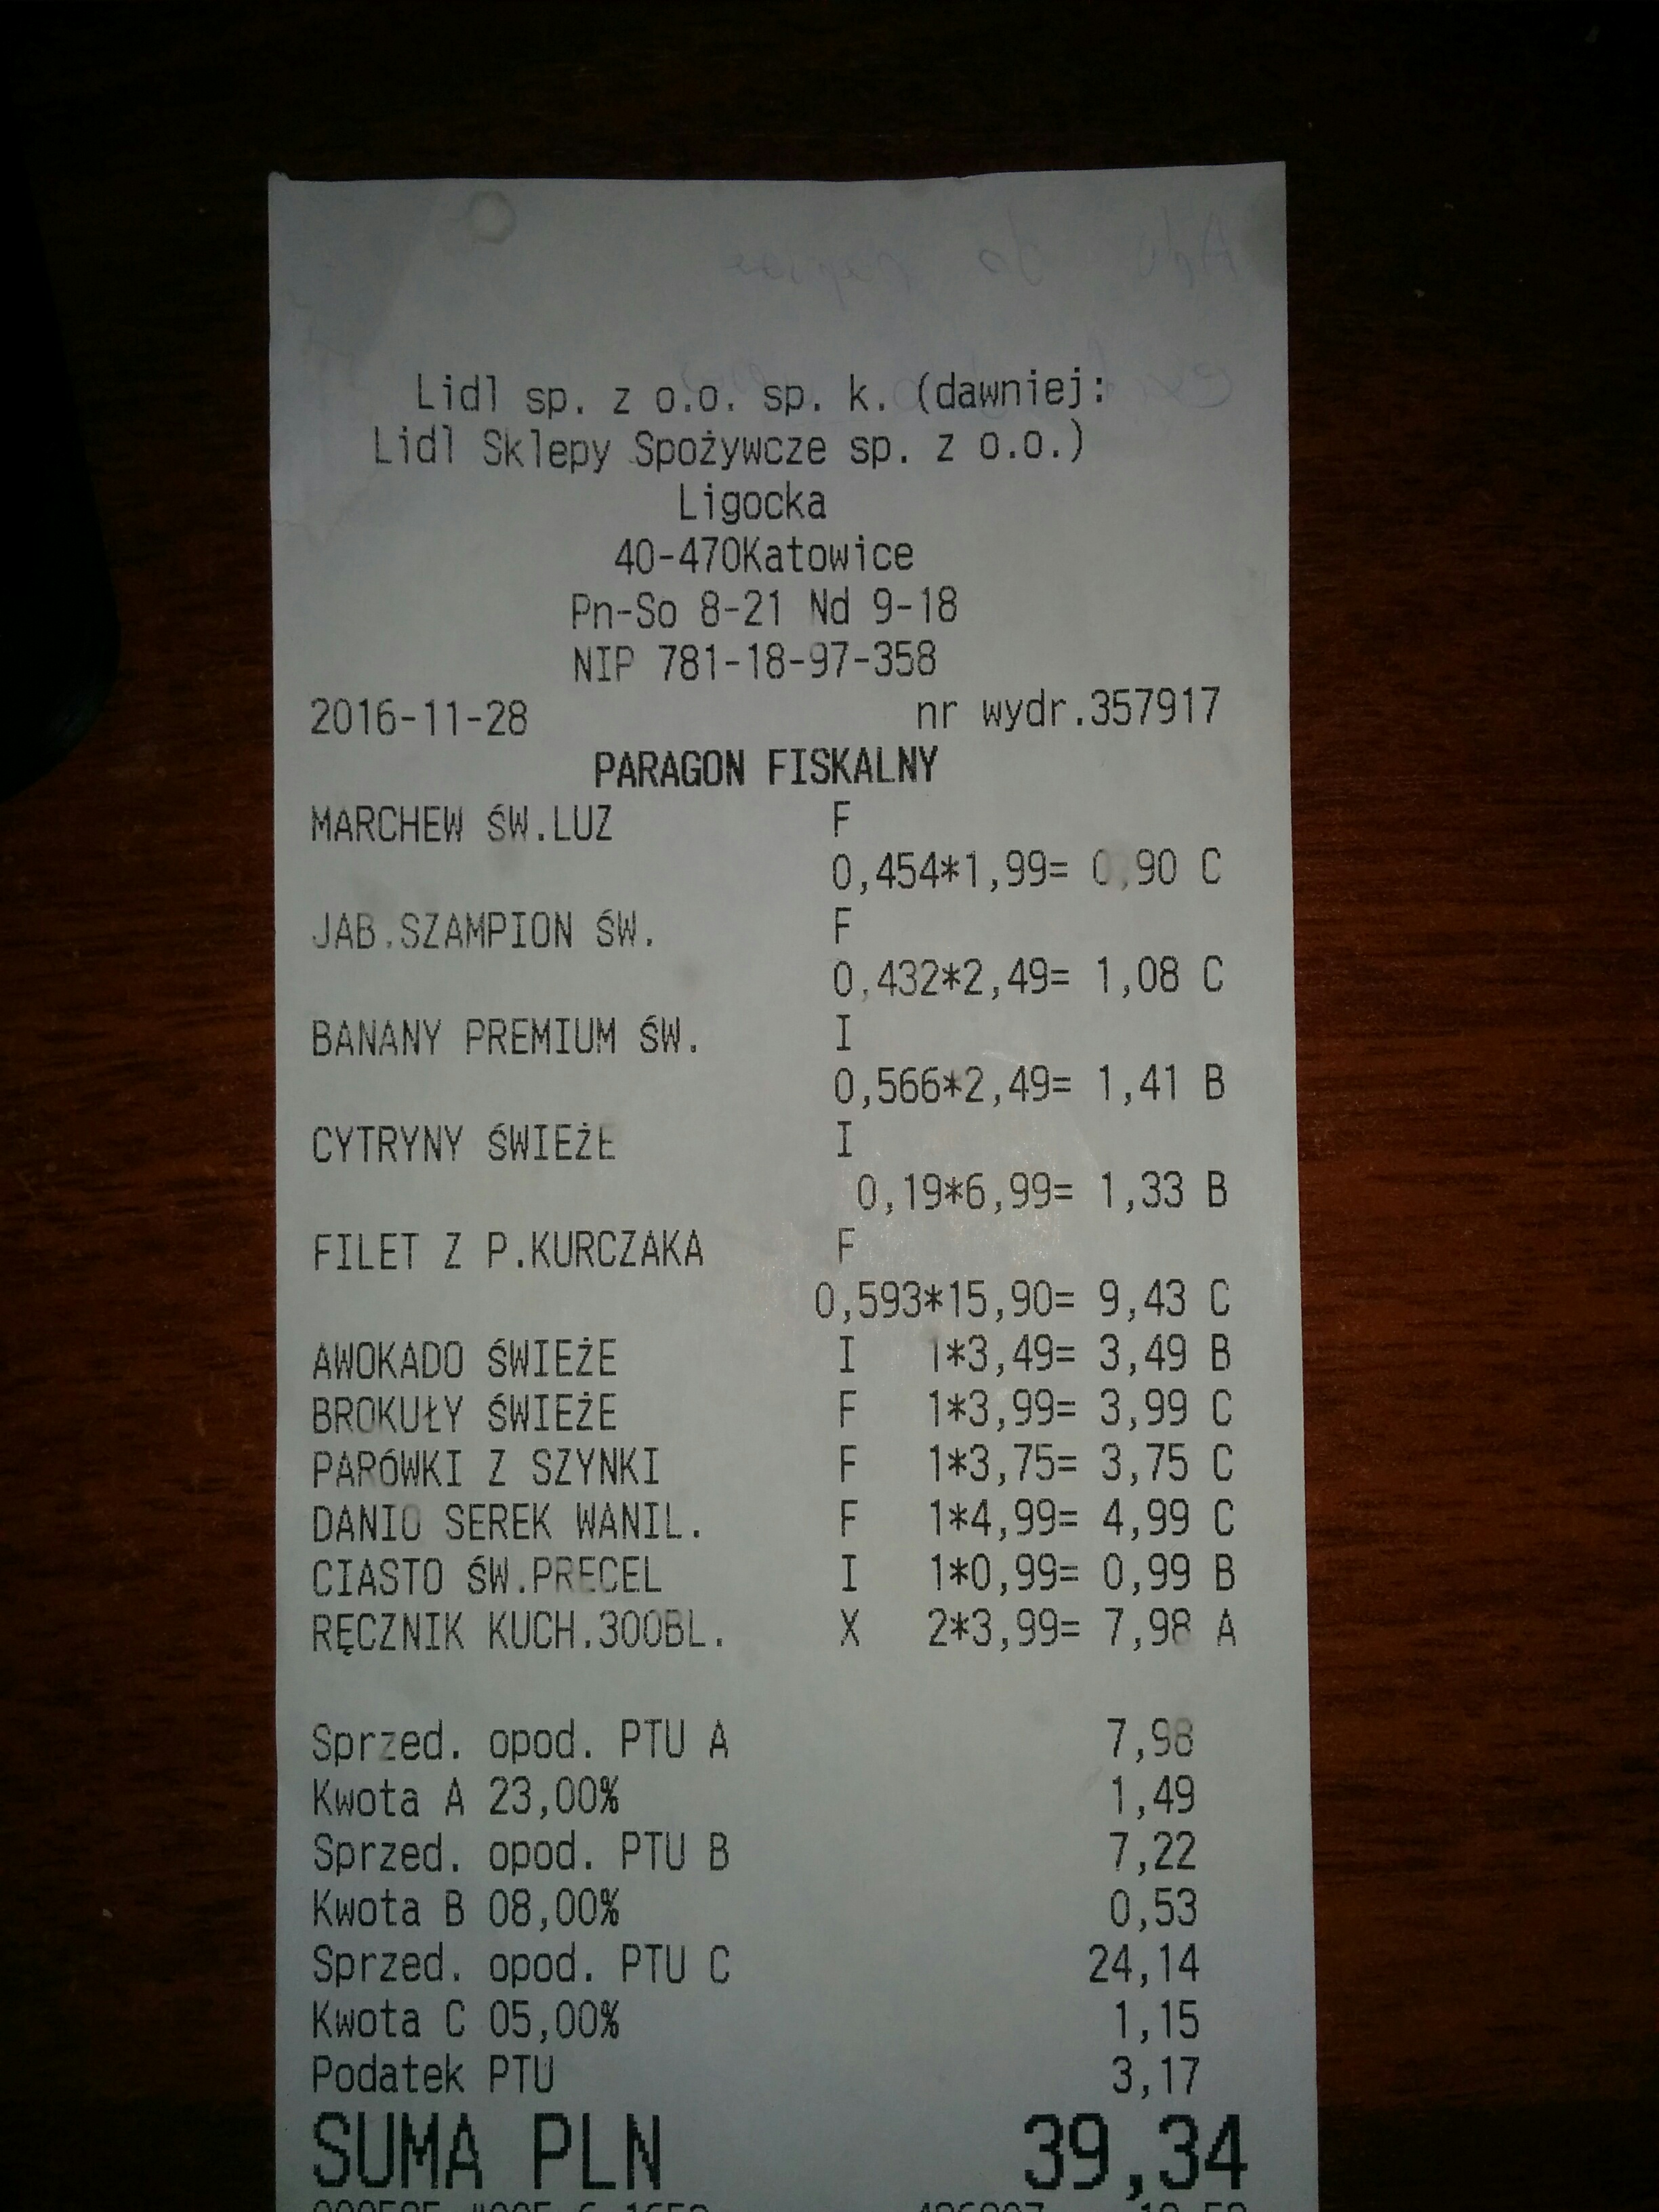 Lidl sp. z o.o. sp. k. (dawniej:
Lidl Sklepy Spożywcze sp. z o.o.)
Ligocka
40-470Katowice
Pn-So 8-21 Nd 9-18
NIP 781-18-97-358
2016-11-28 nr wydr.357917
PARAGON FISKALNY
MARCHEW ŚW.LUZ F
0,454*1,99= 0,90 C
JAB.SZAMPION ŚW. F
0,432*2,49= 1,08 C
BANANY PREMIUM ŚW. I
0,566*2,49= 1,41 B
CYTRYNY ŚWIEŻE I
0,19*6,99= 1,33 B
FILET Z P.KURCZAKA F
0,593*15,90= 9,43 C
AWOKADO ŚWIEŻE I 1*3,49= 3,49 B
BROKUŁY ŚWIEŻE F 1*3,99= 3,99 C
PARÓWKI Z SZYNKI F 1*3,75= 3,75 C
DANIO SEREK WANIL. F 1*4,99= 4,99 C
CIASTO ŚW.PRECEL I 1*0,99= 0,99 B
RĘCZNIK KUCH.300BL. X 2*3,99= 7,98 A
Sprzed. opod. PTU A 7,98
Kwota A 23,00% 1,49
Sprzed. opod. PTU B 7,22
Kwota B 08,00% 0,53
Sprzed. opod. PTU C 24,14
Kwota C 05,00% 1,15
Podatek PTU 3,17
SUMA PLN 39,34